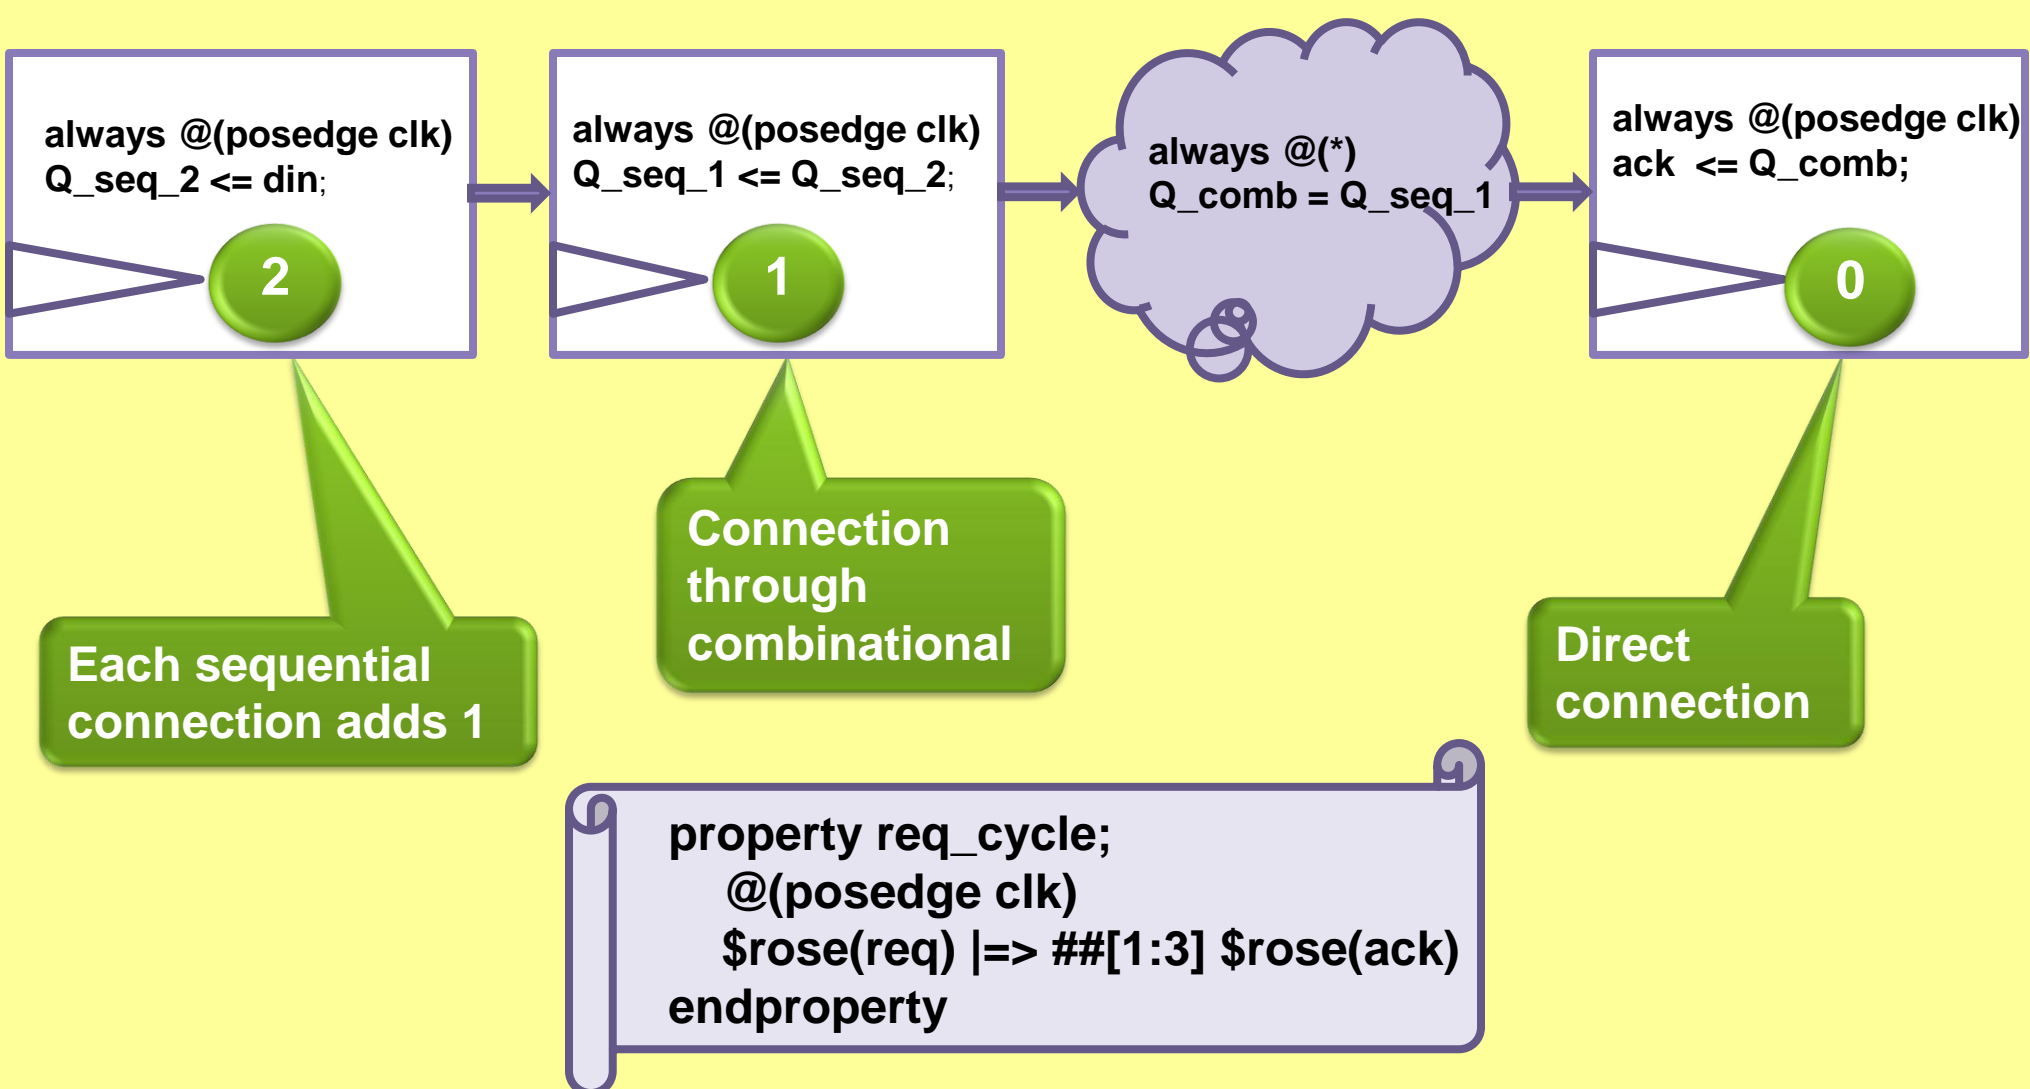 always @(posedge clk)
Q_seq_2 <= din;
2
always @(posedge clk)
Q_seq_1 <= Q_seq_2;
1
always @(*)
Q_comb = Q_seq_1
always @(posedge clk)
ack  <= Q_comb;
0
Each sequential
connection adds 1
Connection
through
combinational
Direct
connection
property req_cycle;
@(posedge clk)
$rose(req) |=> ##[1:3] $rose(ack)
endproperty